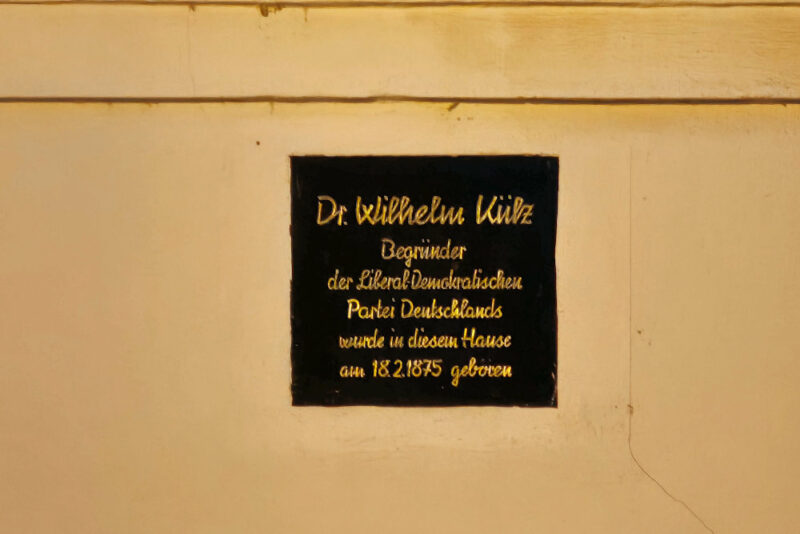 Dr. Wilhelm Külz
Begründer
der Liberal-Demokratischen
Partei Deutschlands
wurde in diesem Hause
am 18.2.1875 geboren